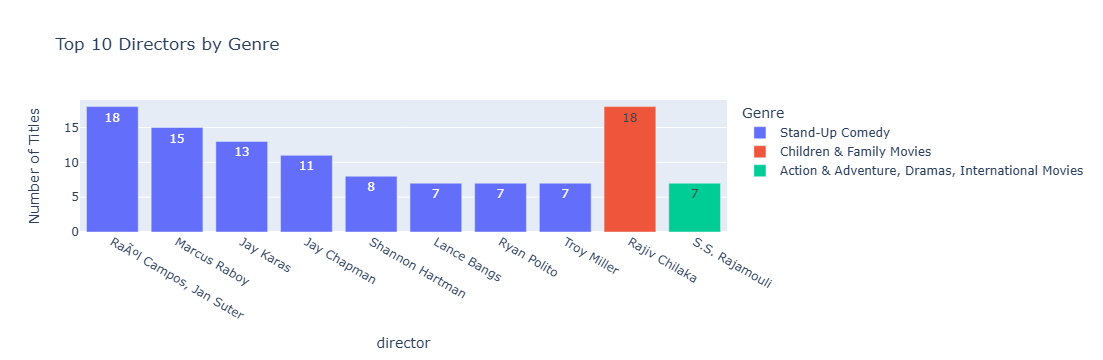 Top 10 Directors by Genre
Number of Titles
15
10
5
0
18
15
13
11
8
7
7
7
18
7
RaÃºl Campos, Jan Suter
Marcus Raboy
Jay Karas
Jay Chapman
Shannon Hartman
Lance Bangs
Ryan Polito
Troy Miller
Rajiv Chilaka
S.S. Rajamouli
director
Genre
Stand-Up Comedy
Children & Family Movies
Action & Adventure, Dramas, International Movies